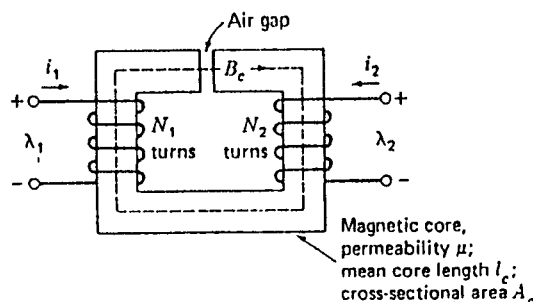 Air gap
i₁
B_c
i₂
+
+
N₁
turns
N₂
turns
λ₁
λ₂
−
−
Magnetic core,
permeability μ;
mean core length l_c;
cross-sectional area A_c